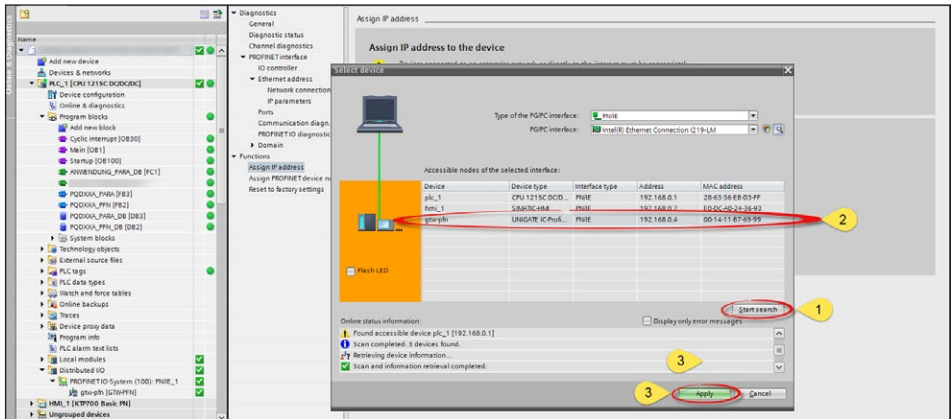 Name
Add new device
Devices & networks
PLC_1 [CPU 1215C DC/DC/DC]
Device configuration
Online & diagnostics
Program blocks
Add new block
Cyclic interrupt [OB30]
Main [OB1]
Startup [OB100]
ANWENDUNG_PARA_DB [FC1]
PQDXXA_PARA [FB3]
PQDXXA_PFN [FB2]
PQDXXA_PARA_DB [DB3]
PQDXXA_PFN_DB [DB2]
System blocks
Technology objects
External source files
PLC tags
PLC data types
Watch and force tables
Online backups
Traces
Device proxy data
Program info
PLC alarm text lists
Local modules
Distributed I/O
PROFINET IO-System (100): PN/IE_1
gtw-pfn [GTW-PFN]
HMI_1 [KTP700 Basic PN]
Ungrouped devices
Diagnostics
General
Diagnostic status
Channel diagnostics
PROFINET interface
IO controller
Ethernet address
Network connection
IP parameters
Ports
Communication diagn.
PROFINET IO diagnostic
Domain
Functions
Assign IP address
Assign PROFINET device
Reset to factory settings
Assign IP address
Assign IP address to the device
Select device
Type of the PG/PC interface: PN/IE
PG/PC interface: Intel(R) Ethernet Connection I219-LM
Accessible nodes of the selected interface:
Device Device type Interface type Address MAC address
plc_1 CPU 1215C DC/D... PN/IE 192.168.0.1 28-63-36-E8-D3-FF
hmi_1 SIMATIC-HMI PN/IE 192.168.0.2 E0-DC-A0-24-36-93
gtw-pfn UNIGATE IC-Profi... PN/IE 192.168.0.4 00-14-11-B7-69-99
2
Flash LED
Start search
1
Online status information:
Display only error messages
Found accessible device plc_1 [192.168.0.1]
Scan completed. 3 devices found.
Retrieving device information...
Scan and information retrieval completed.
3
3
Apply
Cancel